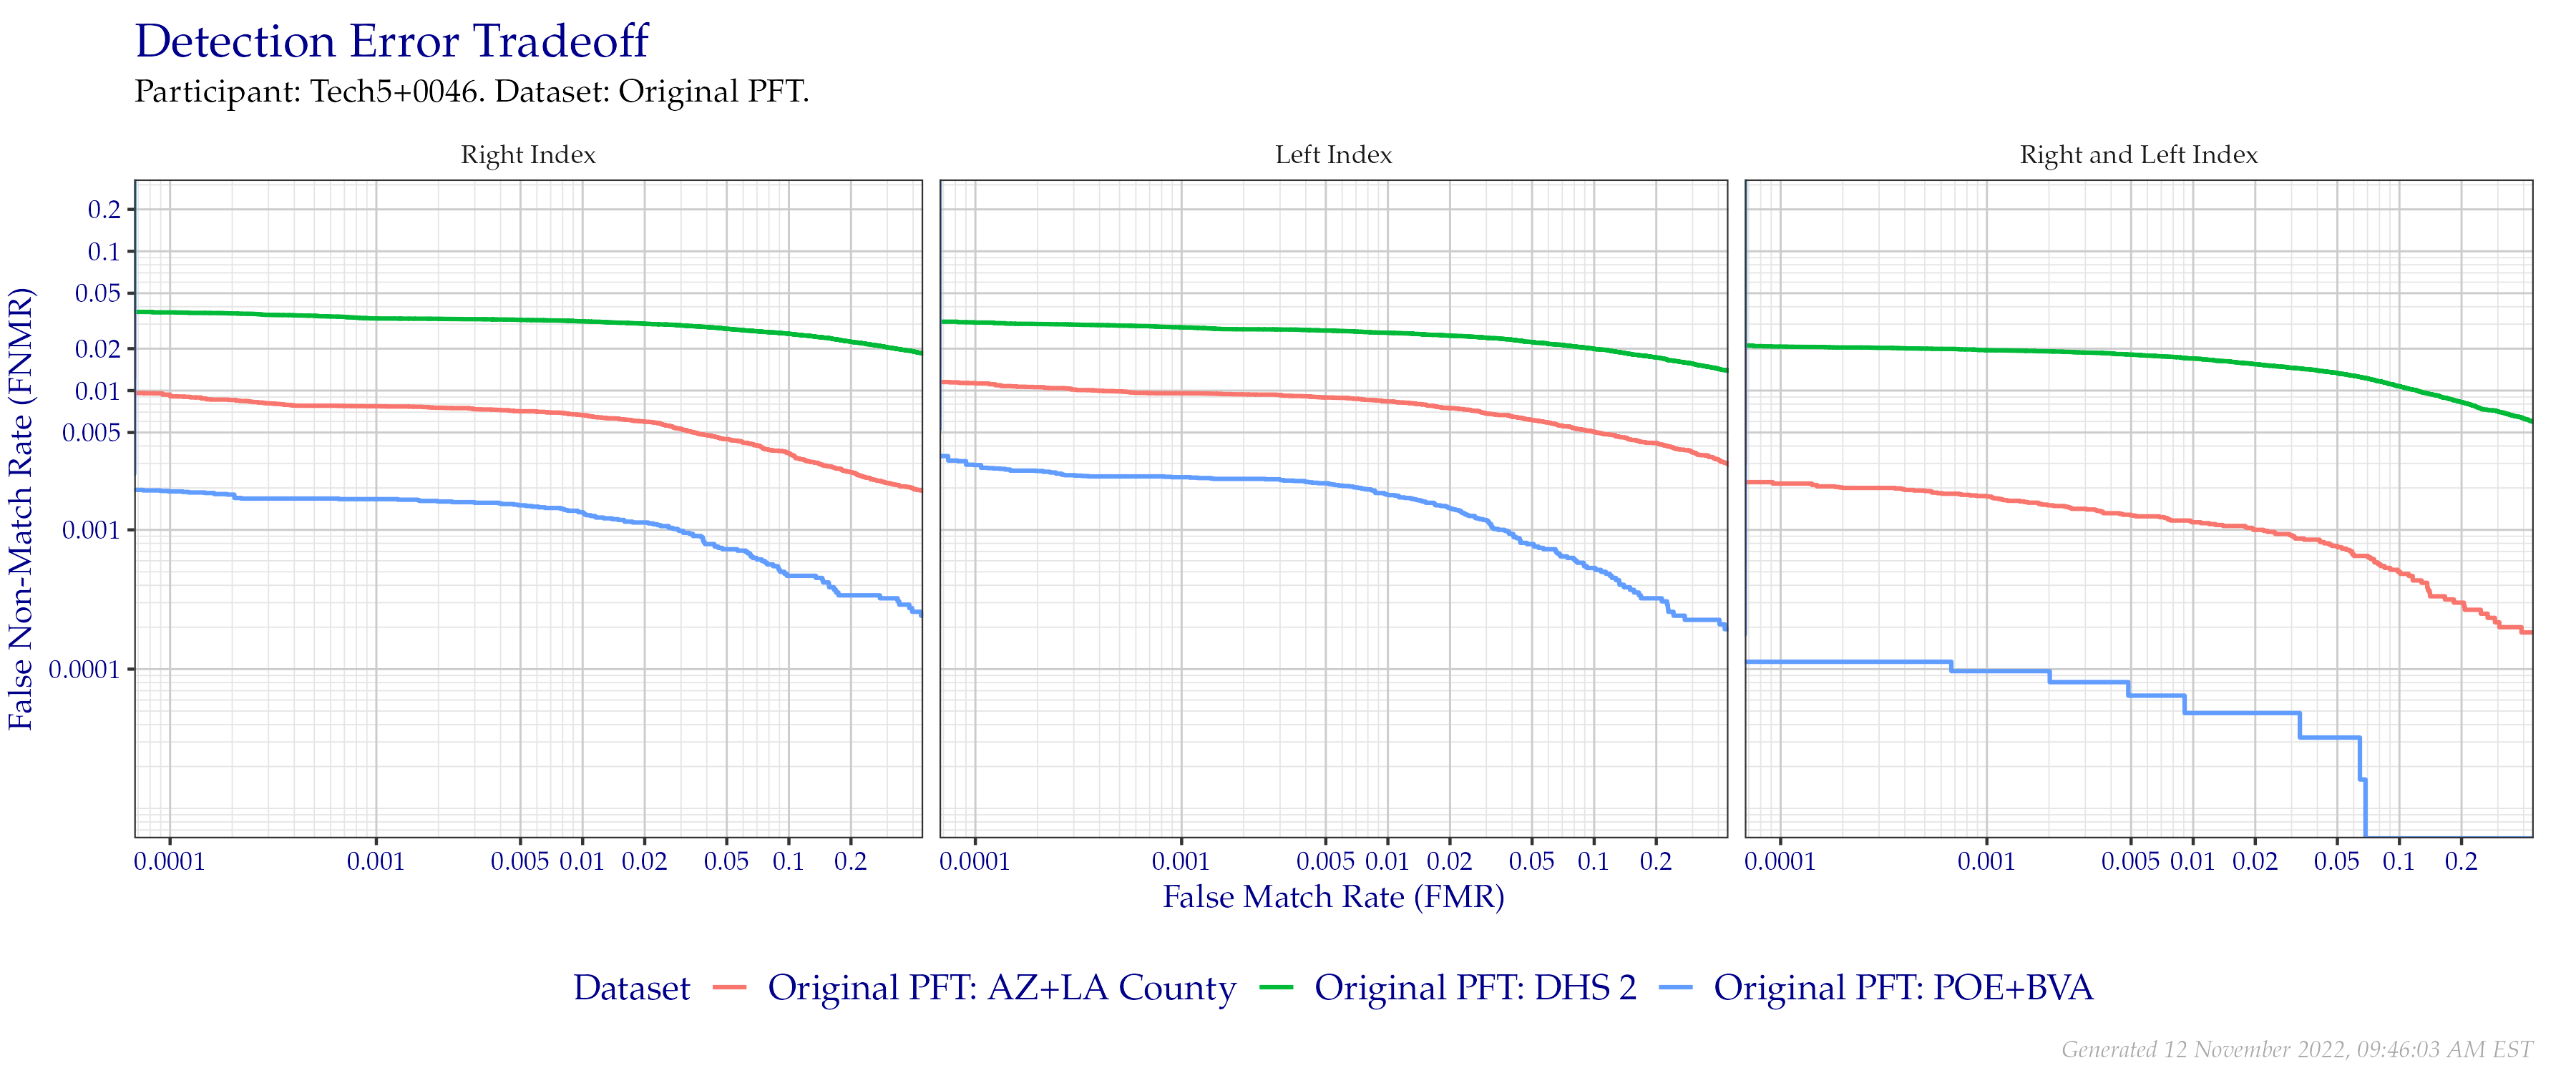 Detection Error Tradeoff
Participant: Tech5+0046. Dataset: Original PFT.
Right Index
Left Index
Right and Left Index
False Non-Match Rate (FNMR)
0.2
0.1
0.05
0.02
0.01
0.005
0.001
0.0001
0.0001 0.001 0.005 0.01 0.02 0.05 0.1 0.2
0.0001 0.001 0.005 0.01 0.02 0.05 0.1 0.2
0.0001 0.001 0.005 0.01 0.02 0.05 0.1 0.2
False Match Rate (FMR)
Dataset Original PFT: AZ+LA County Original PFT: DHS 2 Original PFT: POE+BVA
Generated 12 November 2022, 09:46:03 AM EST